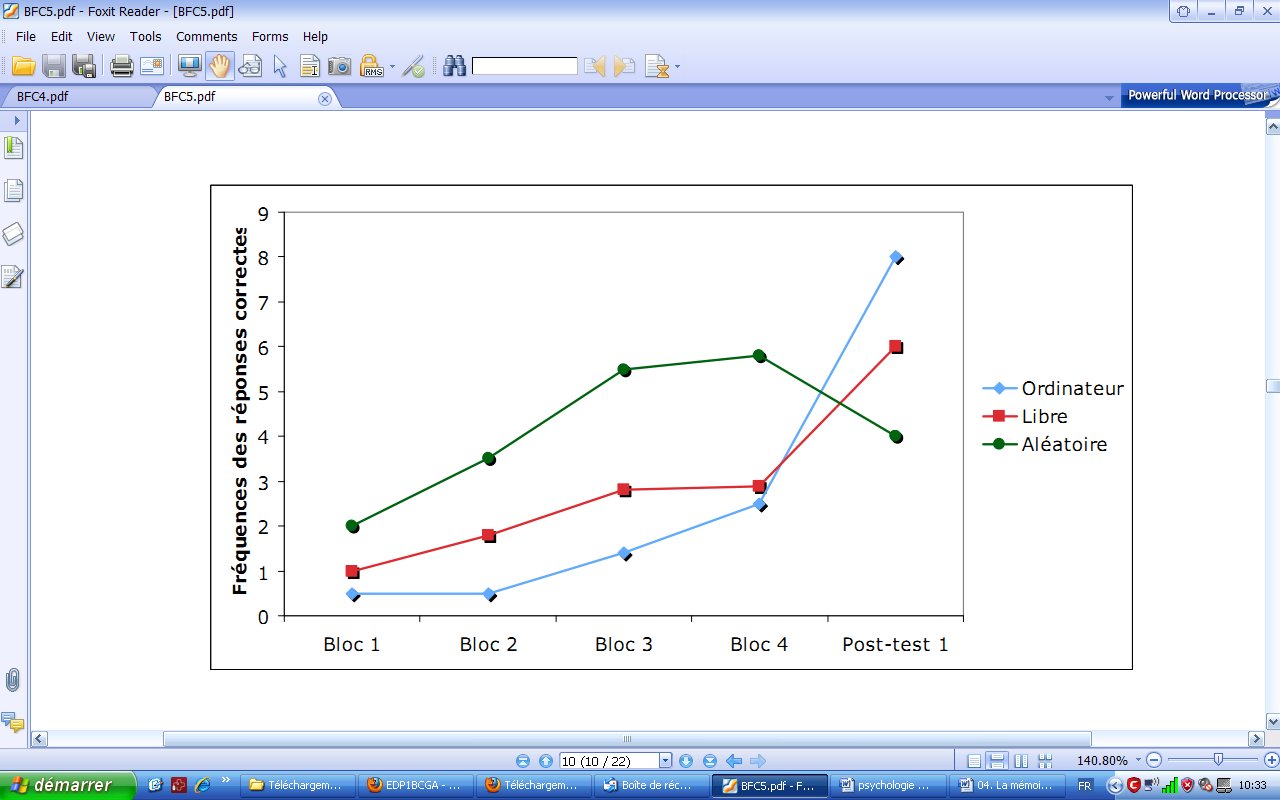 BFC5.pdf - Foxit Reader - [BFC5.pdf]
File Edit View Tools Comments Forms Help
RMS
BFC4.pdf BFC5.pdf Powerful Word Processor
Fréquences des réponses correctes
9
8
7
6
5
4
3
2
1
0
Bloc 1 Bloc 2 Bloc 3 Bloc 4 Post-test 1
Ordinateur
Libre
Aléatoire
10 (10 / 22) 140.80%
démarrer » Téléchargem... EDP1BCGA - ... Téléchargem... Boîte de réc... BFC5.pdf - F... psychologie ... 04. La mémoi... FR 10:33